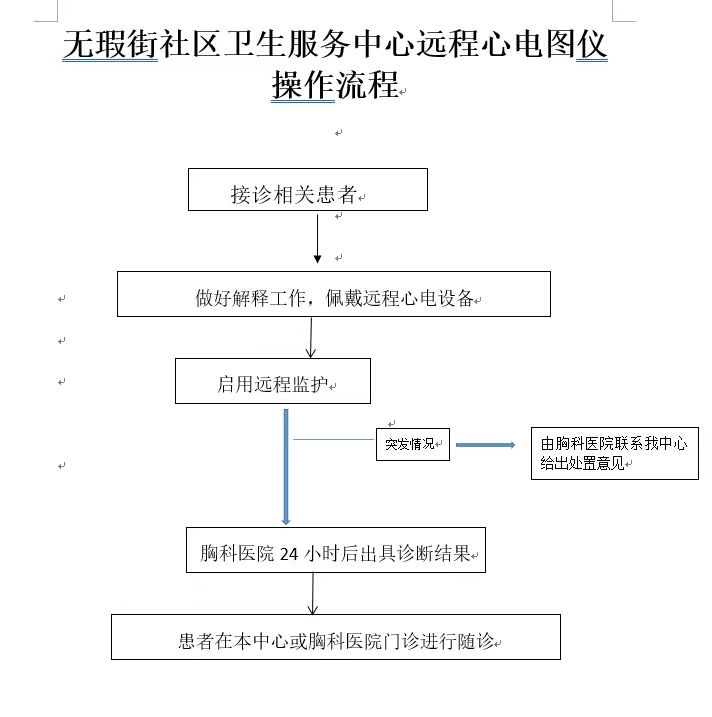 无瑕街社区卫生服务中心远程心电图仪
操作流程
接诊相关患者
做好解释工作，佩戴远程心电设备
启用远程监护
突发情况
由胸科医院联系我中心
给出处置意见
胸科医院 24 小时后出具诊断结果
患者在本中心或胸科医院门诊进行随诊